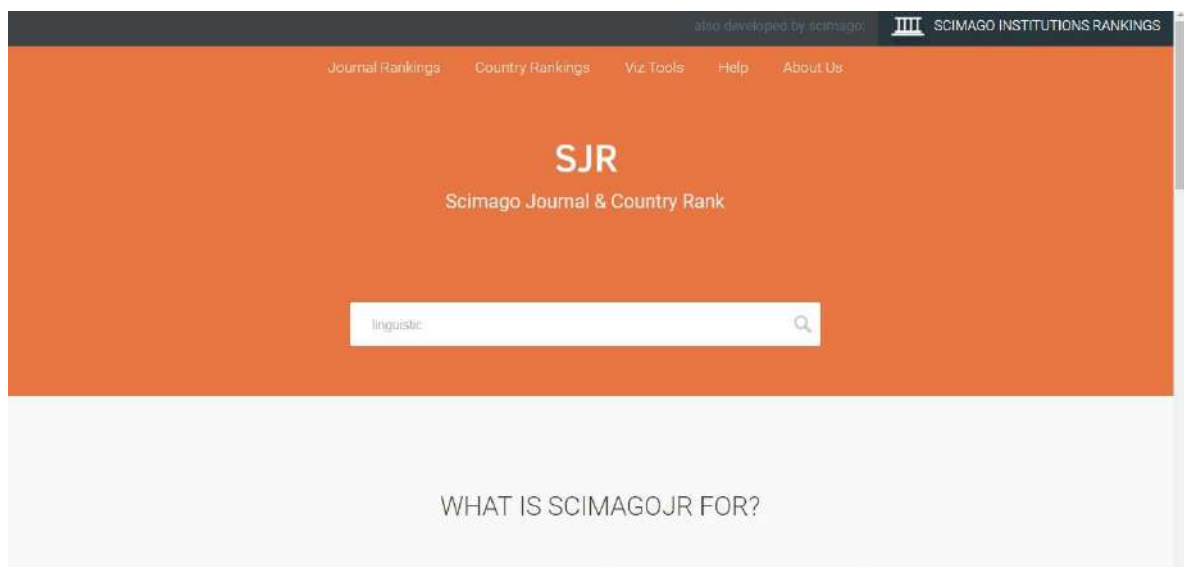 also developed by scimago: SCIMAGO INSTITUTIONS RANKINGS
Journal Rankings Country Rankings Viz Tools Help About Us
SJR
Scimago Journal & Country Rank
linguistic
WHAT IS SCIMAGOJR FOR?